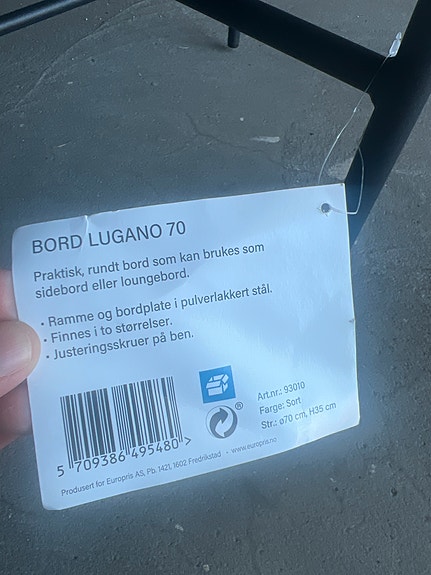 BORD LUGANO 70
Praktisk, rundt bord som kan brukes som
sidebord eller loungebord.
• Ramme og bordplate i pulverlakkert stål.
• Finnes i to størrelser.
• Justeringsskruer på ben.
®
Art.nr.: 93010
Farge: Sort
Str.: ø70 cm, H35 cm
5 709386 495480 >
Produsert for Europris AS, Pb. 1421, 1602 Fredrikstad • www.europris.no